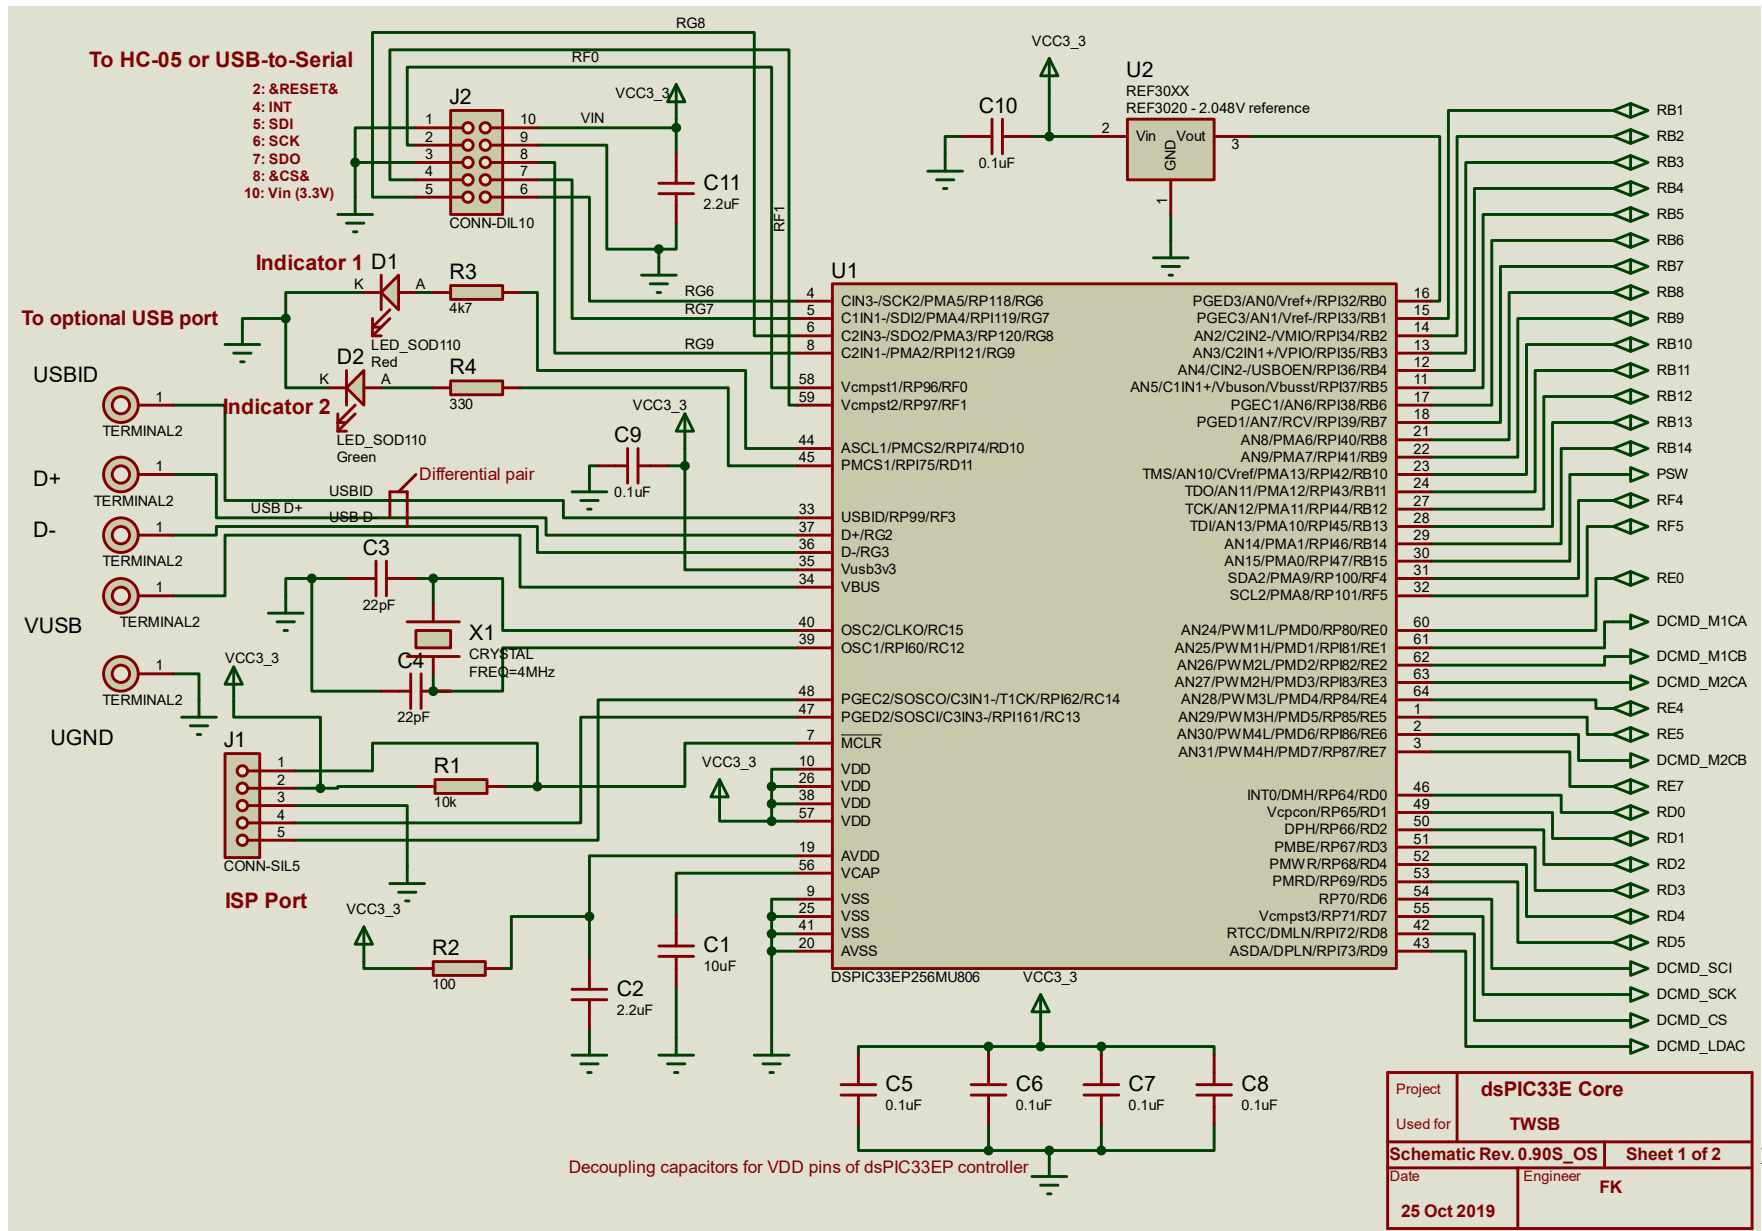 To HC-05 or USB-to-Serial
2: &RESET&
4: INT
5: SDI
6: SCK
7: SDO
8: &CS&
10: Vin (3.3V)
RG8
RF0
RF1
VCC3_3
J2
1
2
3
4
5
10
9
8
7
6
VIN
CONN-DIL10
C11
2.2uF
VCC3_3
C10
0.1uF
U2
REF30XX
REF3020 - 2.048V reference
2
Vin
Vout
GND
3
1
Indicator 1
D1
K
A
R3
4k7
LED_SOD110
Red
To optional USB port
D2
K
A
R4
330
Indicator 2
LED_SOD110
Green
RG6
RG7
RG9
USBID
1
TERMINAL2
D+
1
TERMINAL2
D-
1
TERMINAL2
VUSB
1
TERMINAL2
UGND
1
TERMINAL2
VCC3_3
C9
0.1uF
Differential pair
USBID
USB D+
USB D-
C3
22pF
X1
CRYSTAL
FREQ=4MHz
C4
22pF
VCC3_3
J1
1
2
3
4
5
CONN-SIL5
ISP Port
R1
10k
VCC3_3
VCC3_3
R2
100
C2
2.2uF
C1
10uF
U1
4 CIN3-/SCK2/PMA5/RP118/RG6
5 C1IN1-/SDI2/PMA4/RPI119/RG7
6 C2IN3-/SDO2/PMA3/RP120/RG8
8 C2IN1-/PMA2/RPI121/RG9
58 Vcmpst1/RP96/RF0
59 Vcmpst2/RP97/RF1
44 ASCL1/PMCS2/RPI74/RD10
45 PMCS1/RPI75/RD11
33 USBID/RP99/RF3
37 D+/RG2
36 D-/RG3
35 Vusb3v3
34 VBUS
40 OSC2/CLKO/RC15
39 OSC1/RPI60/RC12
48 PGEC2/SOSCO/C3IN1-/T1CK/RPI62/RC14
47 PGED2/SOSCI/C3IN3-/RPI161/RC13
7 MCLR
10 VDD
26 VDD
38 VDD
57 VDD
19 AVDD
56 VCAP
9 VSS
25 VSS
41 VSS
20 AVSS
PGED3/AN0/Vref+/RPI32/RB0 16
PGEC3/AN1/Vref-/RPI33/RB1 15
AN2/C2IN2-/VMIO/RPI34/RB2 14
AN3/C2IN1+/VPIO/RPI35/RB3 13
AN4/CIN2-/USBOEN/RPI36/RB4 12
AN5/C1IN1+/Vbuson/Vbusst/RPI37/RB5 11
PGEC1/AN6/RPI38/RB6 17
PGED1/AN7/RCV/RPI39/RB7 18
AN8/PMA6/RPI40/RB8 21
AN9/PMA7/RPI41/RB9 22
TMS/AN10/CVref/PMA13/RPI42/RB10 23
TDO/AN11/PMA12/RPI43/RB11 24
TCK/AN12/PMA11/RPI44/RB12 27
TDI/AN13/PMA10/RPI45/RB13 28
AN14/PMA1/RPI46/RB14 29
AN15/PMA0/RPI47/RB15 30
SDA2/PMA9/RP100/RF4 31
SCL2/PMA8/RP101/RF5 32
AN24/PWM1L/PMD0/RP80/RE0 60
AN25/PWM1H/PMD1/RPI81/RE1 61
AN26/PWM2L/PMD2/RPI82/RE2 62
AN27/PWM2H/PMD3/RPI83/RE3 63
AN28/PWM3L/PMD4/RP84/RE4 64
AN29/PWM3H/PMD5/RP85/RE5 1
AN30/PWM4L/PMD6/RPI86/RE6 2
AN31/PWM4H/PMD7/RP87/RE7 3
INT0/DMH/RP64/RD0 46
Vcpcon/RP65/RD1 49
DPH/RP66/RD2 50
PMBE/RP67/RD3 51
PMWR/RP68/RD4 52
PMRD/RP69/RD5 53
RP70/RD6 54
Vcmpst3/RP71/RD7 55
RTCC/DMLN/RPI72/RD8 42
ASDA/DPLN/RPI73/RD9 43
DSPIC33EP256MU806
RB1
RB2
RB3
RB4
RB5
RB6
RB7
RB8
RB9
RB10
RB11
RB12
RB13
RB14
PSW
RF4
RF5
RE0
DCMD_M1CA
DCMD_M1CB
DCMD_M2CA
RE4
RE5
DCMD_M2CB
RE7
RD0
RD1
RD2
RD3
RD4
RD5
DCMD_SCI
DCMD_SCK
DCMD_CS
DCMD_LDAC
VCC3_3
C5
0.1uF
C6
0.1uF
C7
0.1uF
C8
0.1uF
Decoupling capacitors for VDD pins of dsPIC33EP controller
Project
dsPIC33E Core
Used for
TWSB
Schematic Rev. 0.90S_OS
Sheet 1 of 2
Date
25 Oct 2019
Engineer
FK